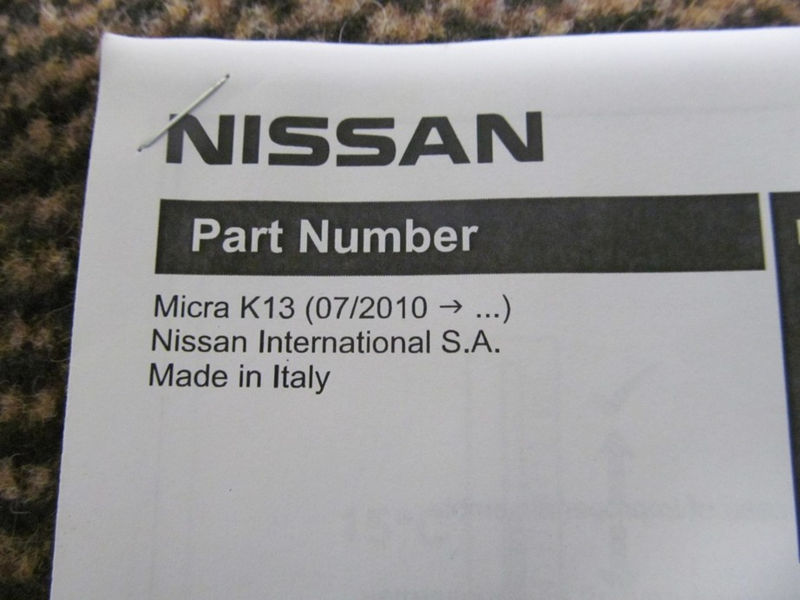 NISSAN
Part Number
Micra K13 (07/2010 → ...)
Nissan International S.A.
Made in Italy